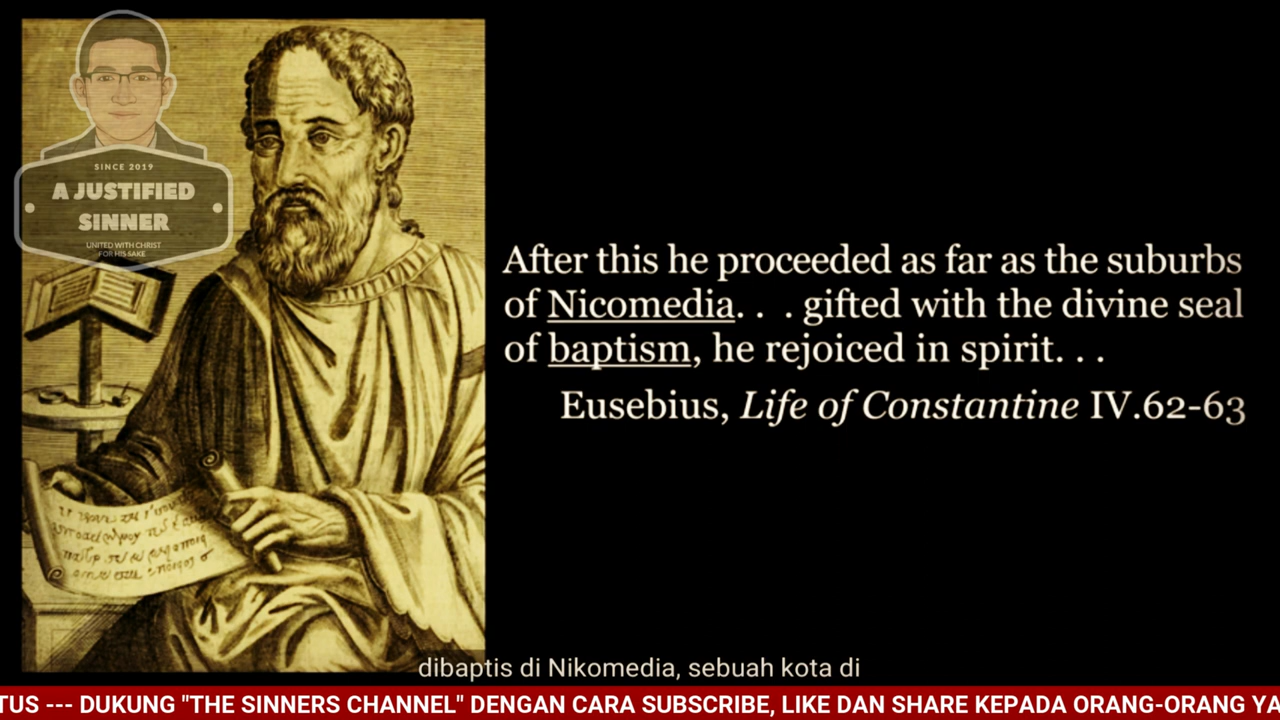 SINCE 2019
A JUSTIFIED
SINNER
UNITED WITH CHRIST
FOR HIS SAKE
After this he proceeded as far as the suburbs
of Nicomedia. . . gifted with the divine seal
of baptism, he rejoiced in spirit. . .
Eusebius, Life of Constantine IV.62-63
dibaptis di Nikomedia, sebuah kota di
TUS --- DUKUNG "THE SINNERS CHANNEL" DENGAN CARA SUBSCRIBE, LIKE DAN SHARE KEPADA ORANG-ORANG YA